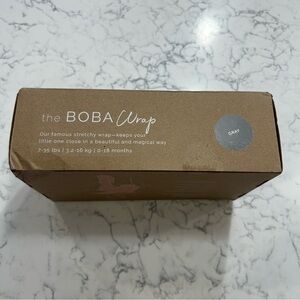 the BOBA Wrap
GRAY
Our famous stretchy wrap—keeps your
little one close in a beautiful and magical way
7-35 lbs | 3.2-16 kg | 0-18 months